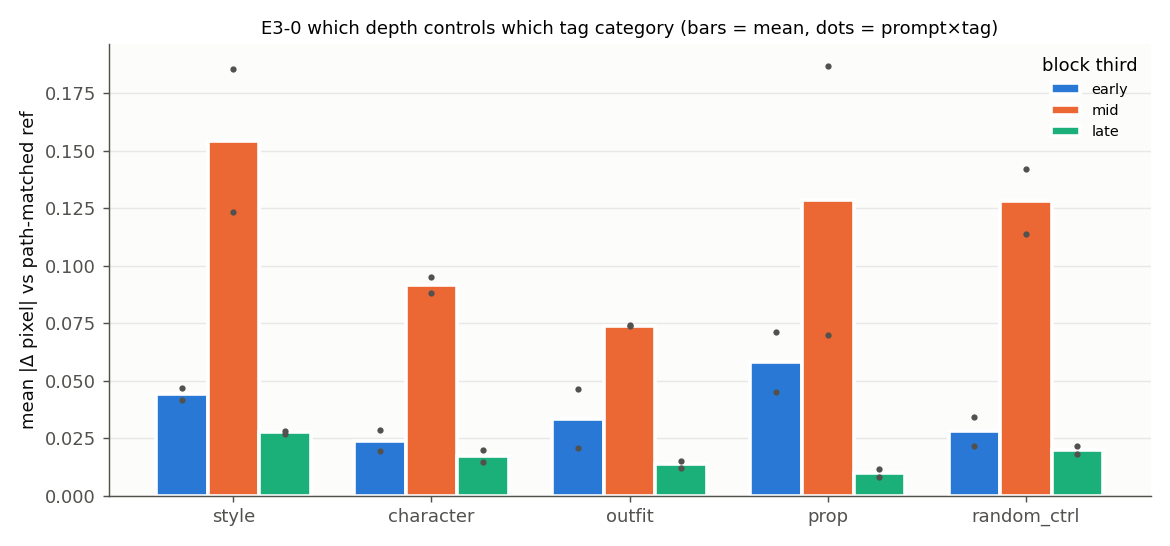 E3-0 which depth controls which tag category (bars = mean, dots = prompt×tag)
block third
early
mid
late
mean |Δ pixel| vs path-matched ref
0.175
0.150
0.125
0.100
0.075
0.050
0.025
0.000
style
character
outfit
prop
random_ctrl